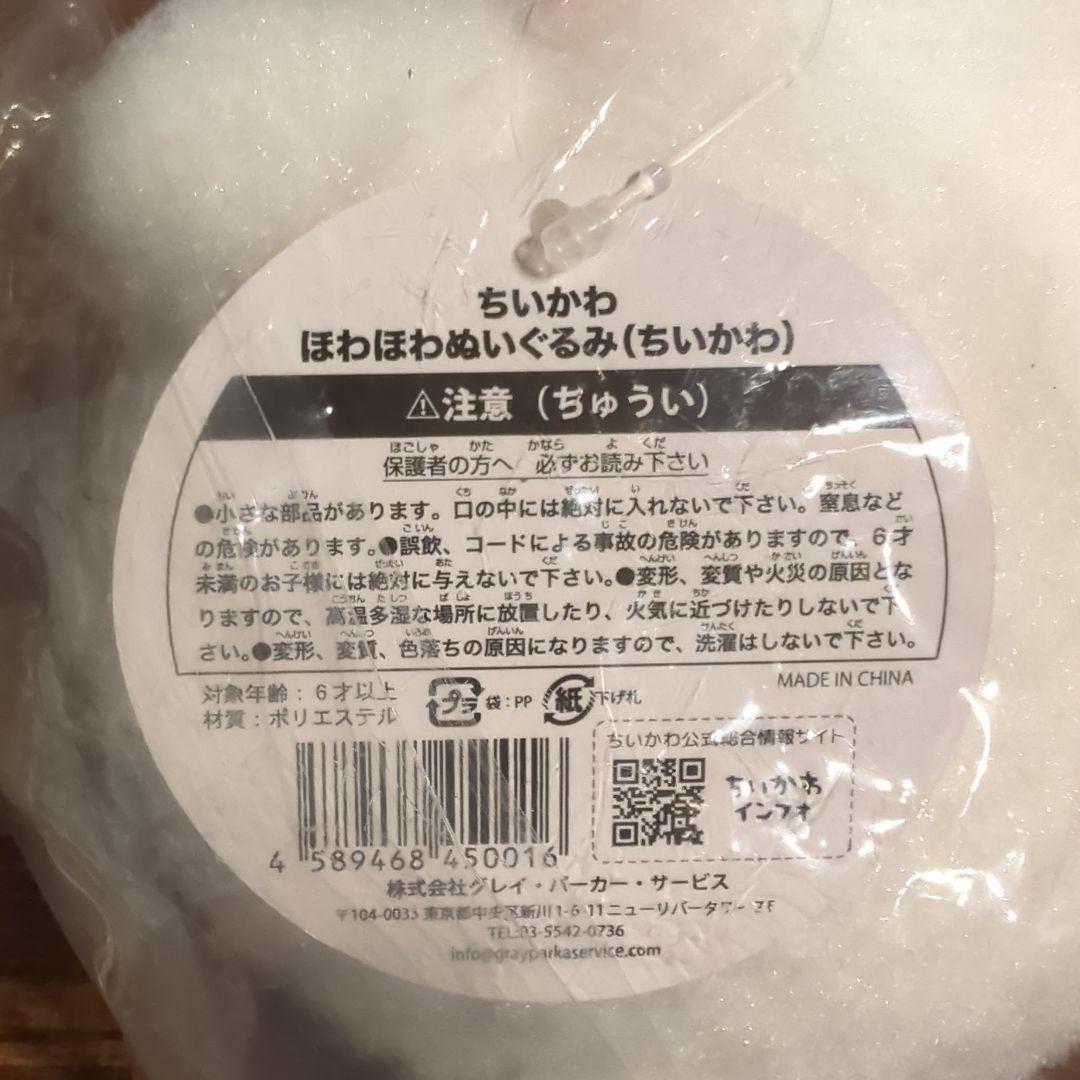 ちいかわ
ほわほわぬいぐるみ(ちいかわ)
⚠注意(ちゅうい)
保護者の方へ 必ずお読み下さい
●小さな部品があります。口の中には絶対に入れないで下さい。窒息など
の危険があります。●誤飲、コードによる事故の危険がありますので、6才
未満のお子様には絶対に与えないで下さい。●変形、変質や火災の原因とな
りますので、高温多湿な場所に放置したり、火気に近づけたりしないで下
さい。●変形、変質、色落ちの原因になりますので、洗濯はしないで下さい。
MADE IN CHINA
対象年齢:6才以上
材質:ポリエステル
プラ 袋:PP 紙 下げ札
ちいかわ公式総合情報サイト
ちいかわ
インフォ
4 589468 450016
株式会社グレイ・パーカー・サービス
〒104-0033 東京都中央区新川1-6-11ニューリバータワー
TEL:03-5542-0736
info@grayparkaservice.com